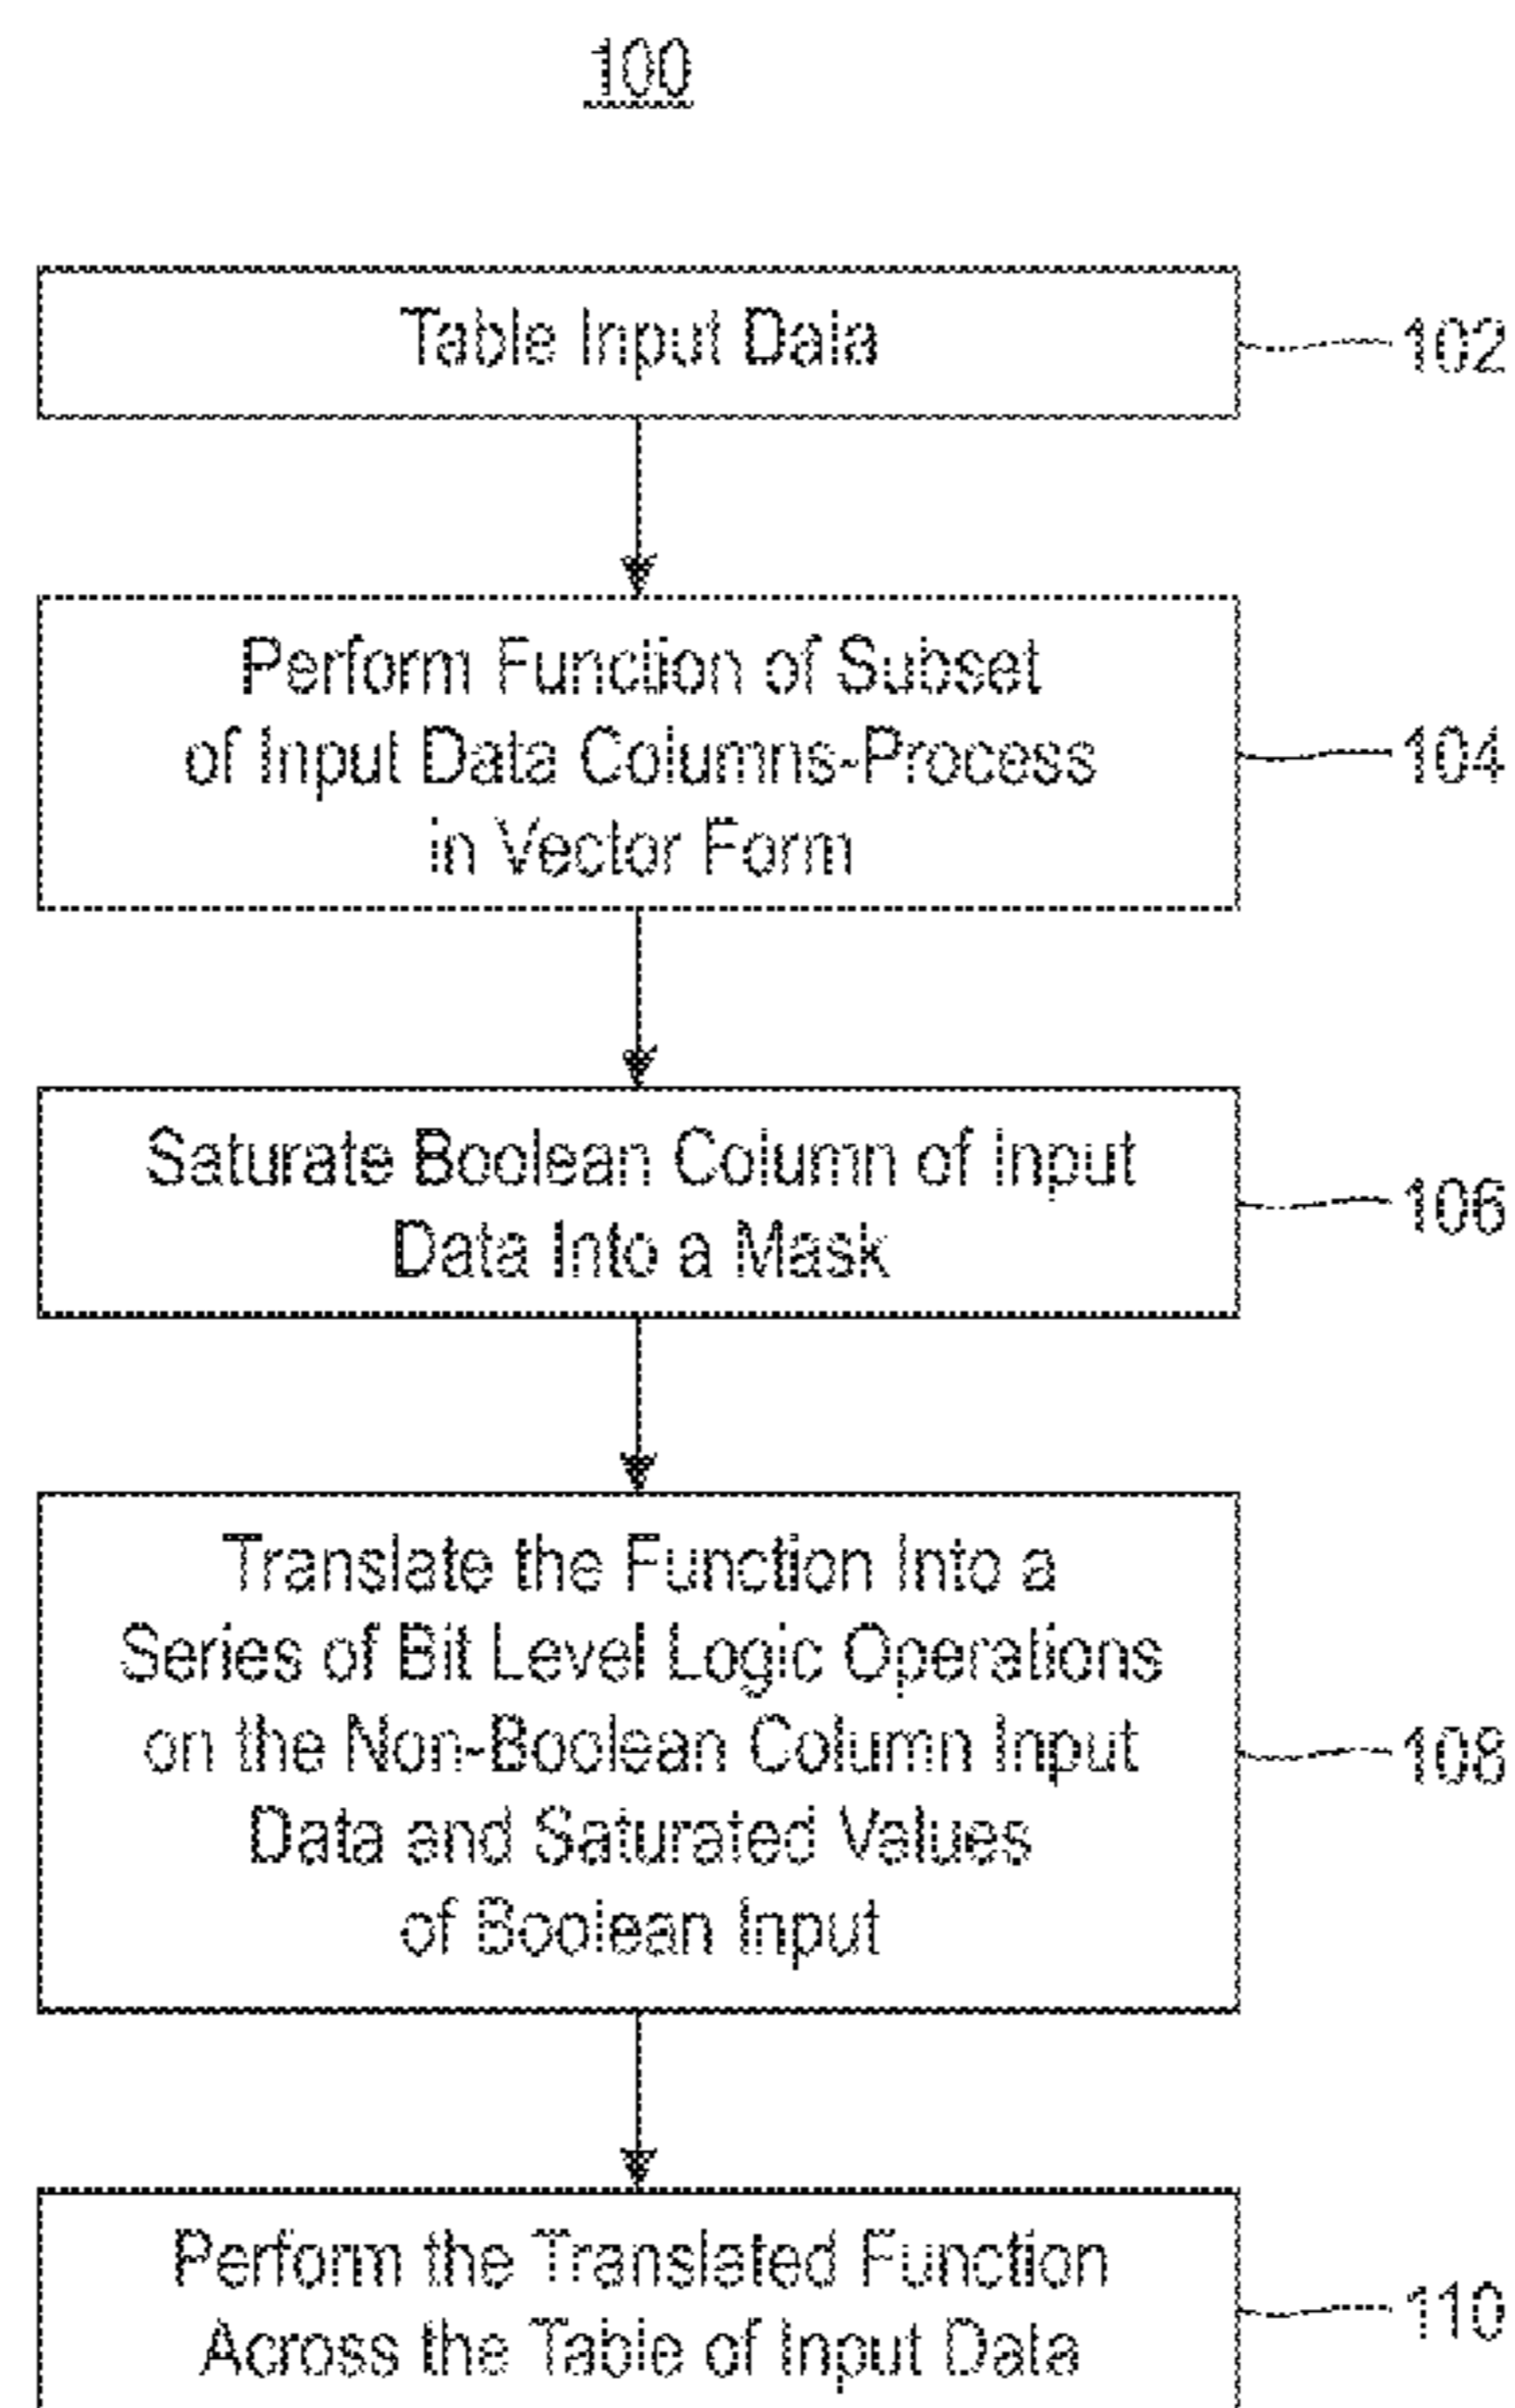 100
Table Input Data
102
Perform Function of Subset
of Input Data Columns-Process
in Vector Form
104
Saturate Boolean Column of Input
Data Into a Mask
106
Translate the Function Into a
Series of Bit Level Logic Operations
on the Non-Boolean Column Input
Data and Saturated Values
of Boolean Input
108
Perform the Translated Function
Across the Table of Input Data
110